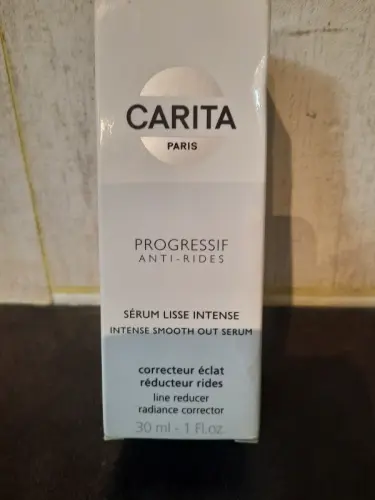 CARITA
PARIS
PROGRESSIF
ANTI-RIDES
SÉRUM LISSE INTENSE
INTENSE SMOOTH OUT SERUM
correcteur éclat
réducteur rides
line reducer
radiance corrector
30 ml - 1 Fl.oz